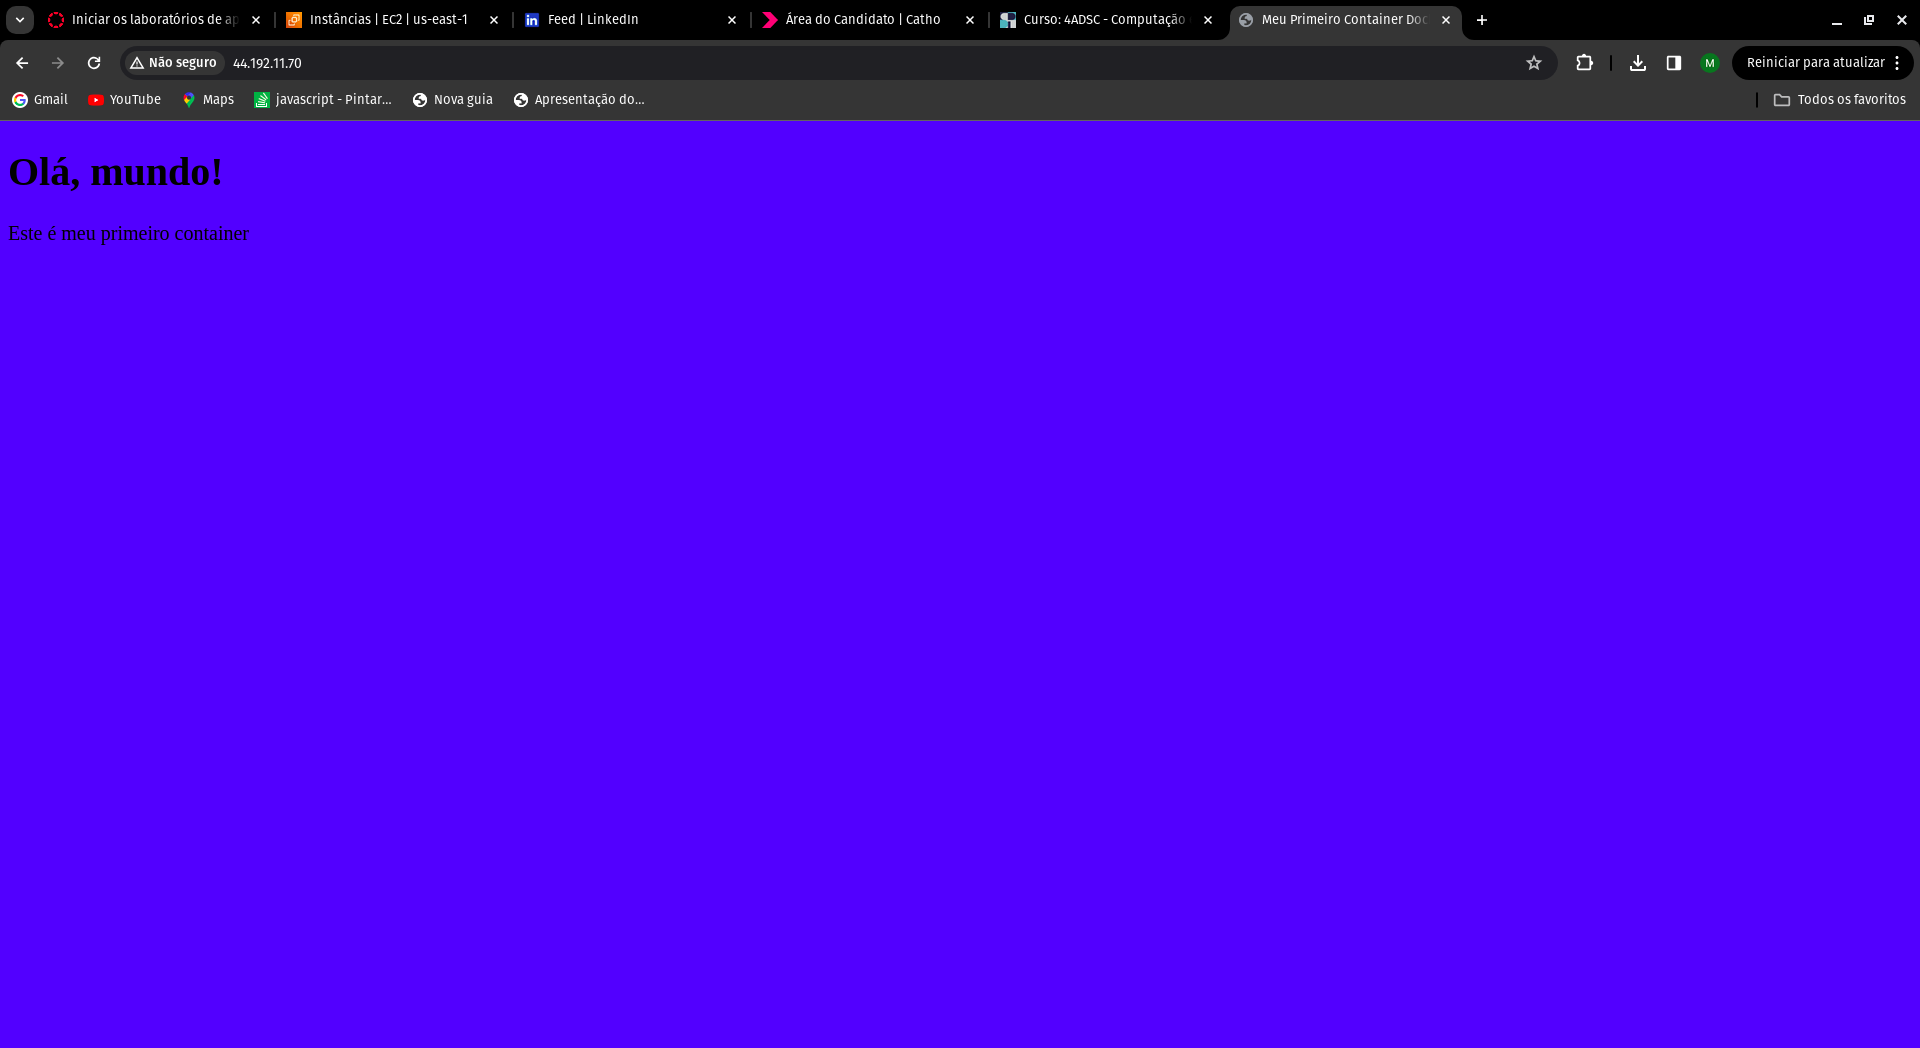 Iniciar os laboratórios de ap
Instâncias | EC2 | us-east-1
Feed | LinkedIn
Área do Candidato | Catho
Curso: 4ADSC - Computação
Meu Primeiro Container Doc
Não seguro
44.192.11.70
M
Reiniciar para atualizar
Gmail
YouTube
Maps
javascript - Pintar...
Nova guia
Apresentação do...
Todos os favoritos
Olá, mundo!
Este é meu primeiro container